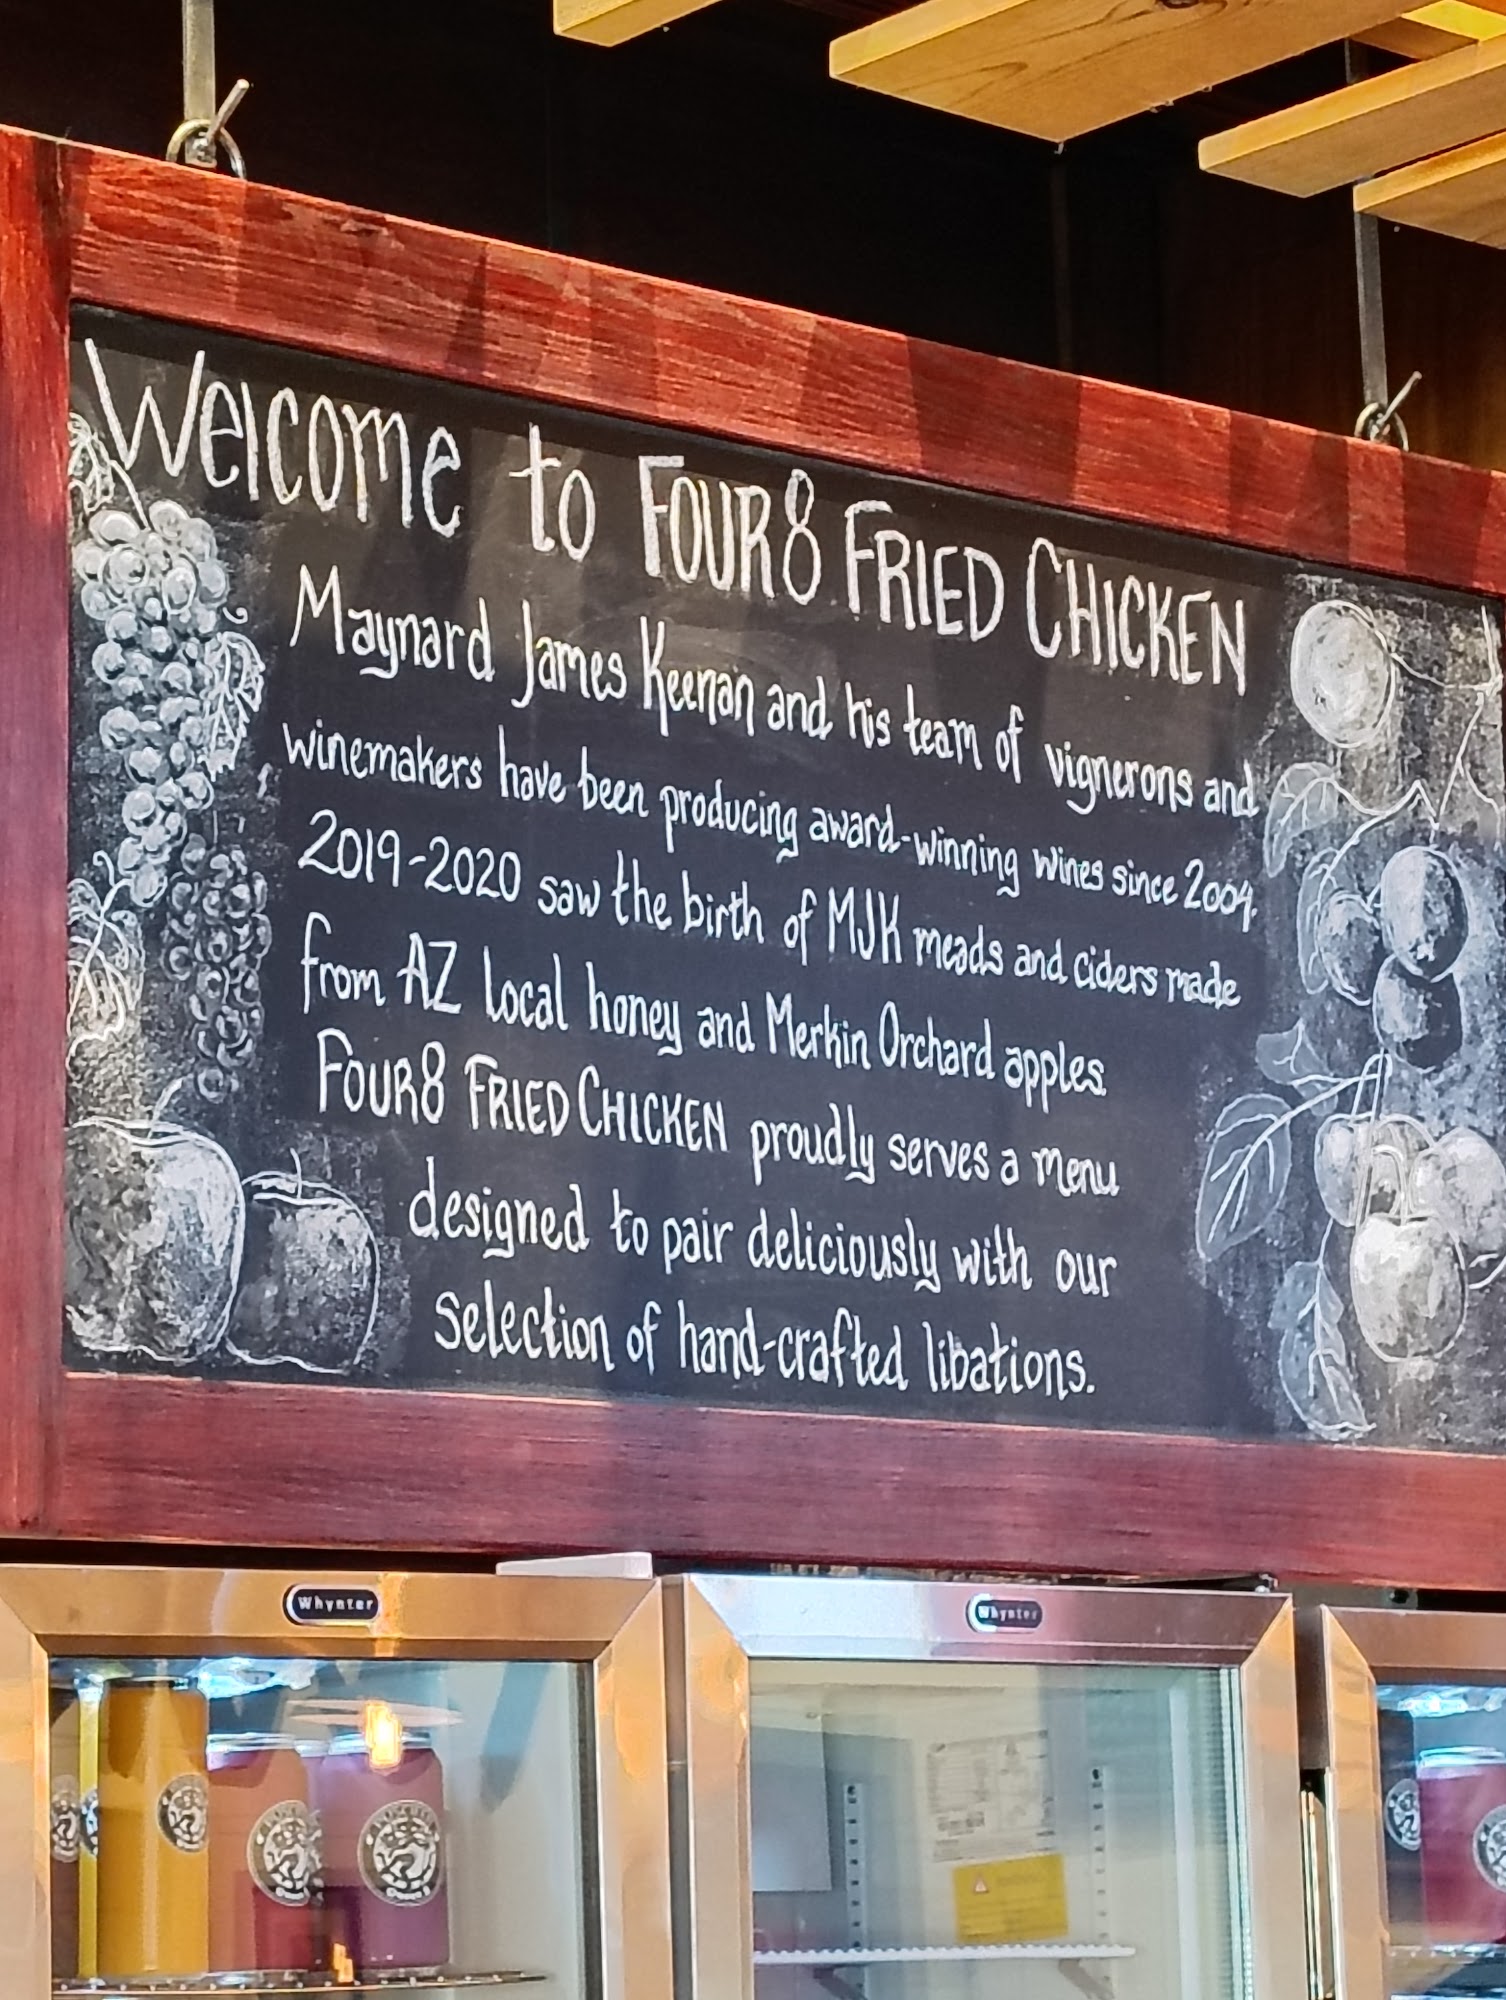 Welcome to FOUR8 FRIED CHICKEN
Maynard James Keenan and his team of vignerons and
winemakers have been producing award-winning wines since 2004.
2019-2020 saw the birth of MJK meads and ciders made
from AZ local honey and Merkin Orchard apples.
FOUR8 FRIED CHICKEN proudly serves a menu
designed to pair deliciously with our
selection of hand-crafted libations.
Whynter
Whynter